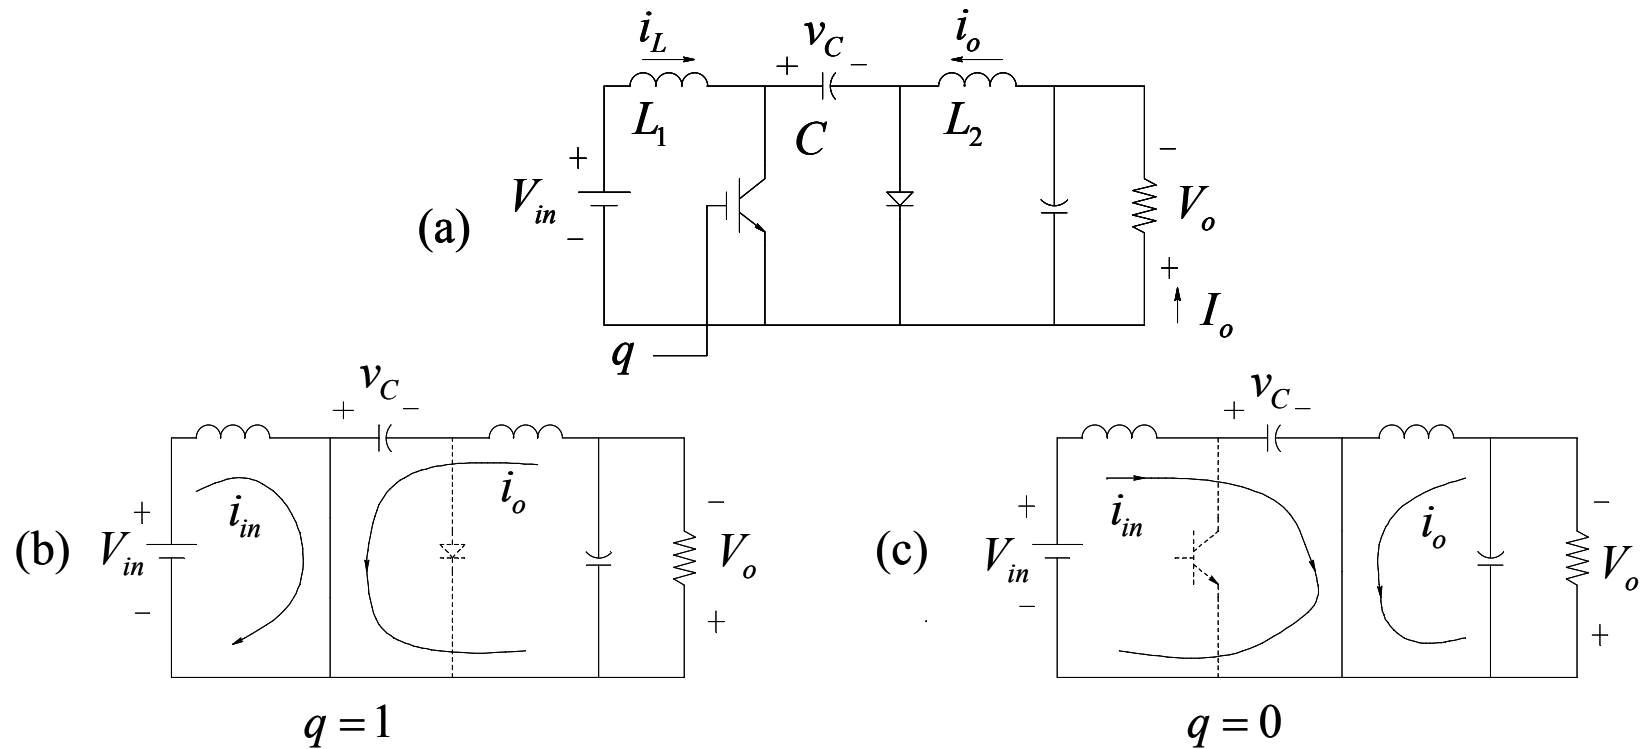 i_L
v_C
i_o
+ −
L_1
C
L_2
+
−
V_in
(a)
V_o
−
+
I_o
q
v_C
+ −
i_o
i_in
+
−
(b)
V_in
V_o
−
+
q = 1
v_C
+ −
i_in
i_o
+
−
(c)
V_in
V_o
−
+
q = 0